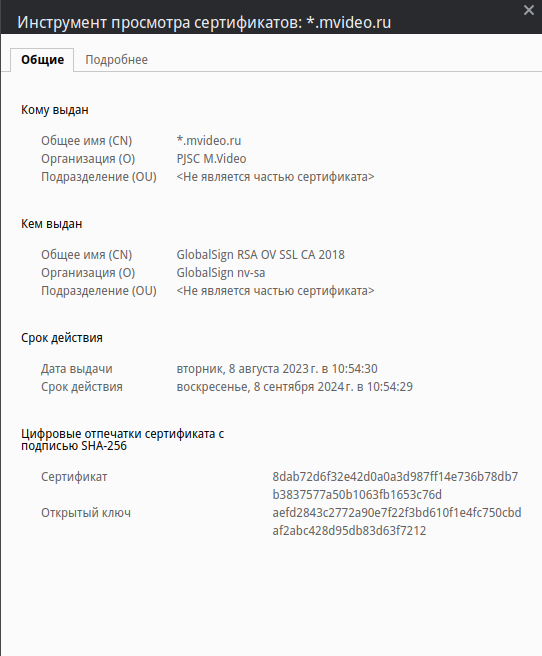 Инструмент просмотра сертификатов: *.mvideo.ru
Общие Подробнее
Кому выдан
Общее имя (CN) *.mvideo.ru
Организация (O) PJSC M.Video
Подразделение (OU) <Не является частью сертификата>
Кем выдан
Общее имя (CN) GlobalSign RSA OV SSL CA 2018
Организация (O) GlobalSign nv-sa
Подразделение (OU) <Не является частью сертификата>
Срок действия
Дата выдачи вторник, 8 августа 2023 г. в 10:54:30
Срок действия воскресенье, 8 сентября 2024 г. в 10:54:29
Цифровые отпечатки сертификата с
подписью SHA-256
Сертификат 8dab72d6f32e42d0a0a3d987ff14e736b78db7
b3837577a50b1063fb1653c76d
Открытый ключ aefd2843c2772a90e7f22f3bd610f1e4fc750cbd
af2abc428d95db83d63f7212